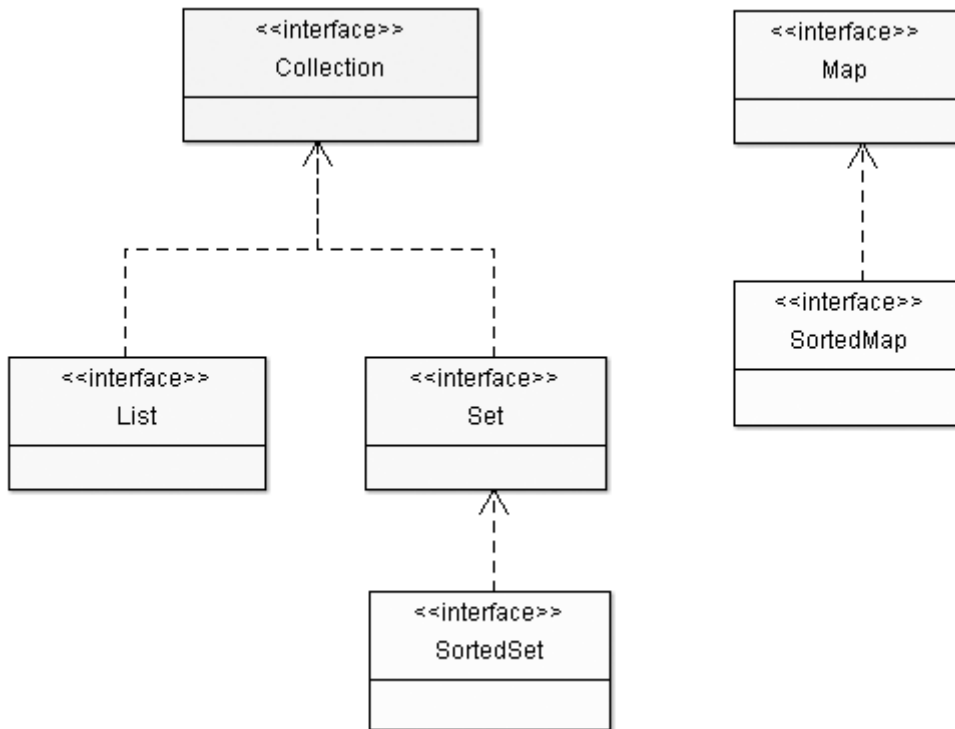 <<interface>>
Collection
<<interface>>
Map
<<interface>>
SortedMap
<<interface>>
List
<<interface>>
Set
<<interface>>
SortedSet